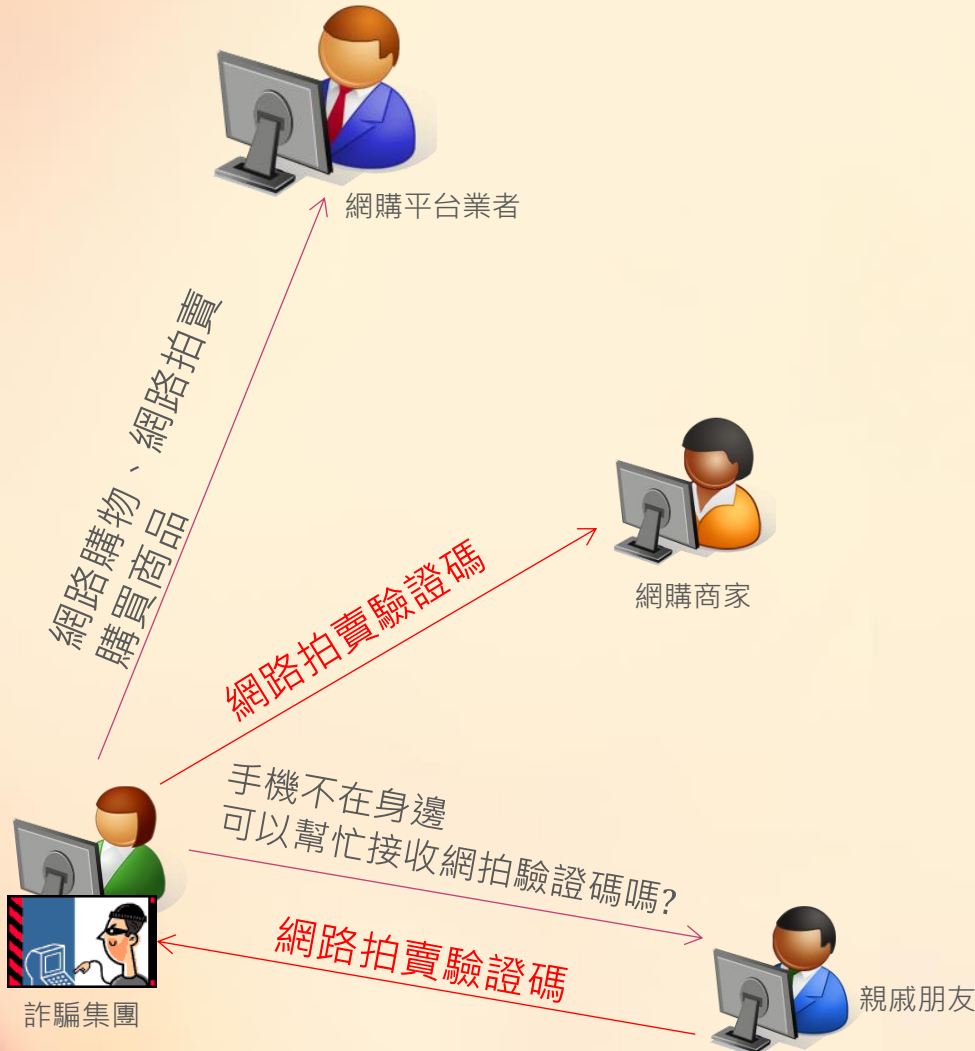 網購平台業者
網路購物、網路拍賣
購買商品
網購商家
網路拍賣驗證碼
手機不在身邊
可以幫忙接收網拍驗證碼嗎?
網路拍賣驗證碼
親戚朋友
詐騙集團